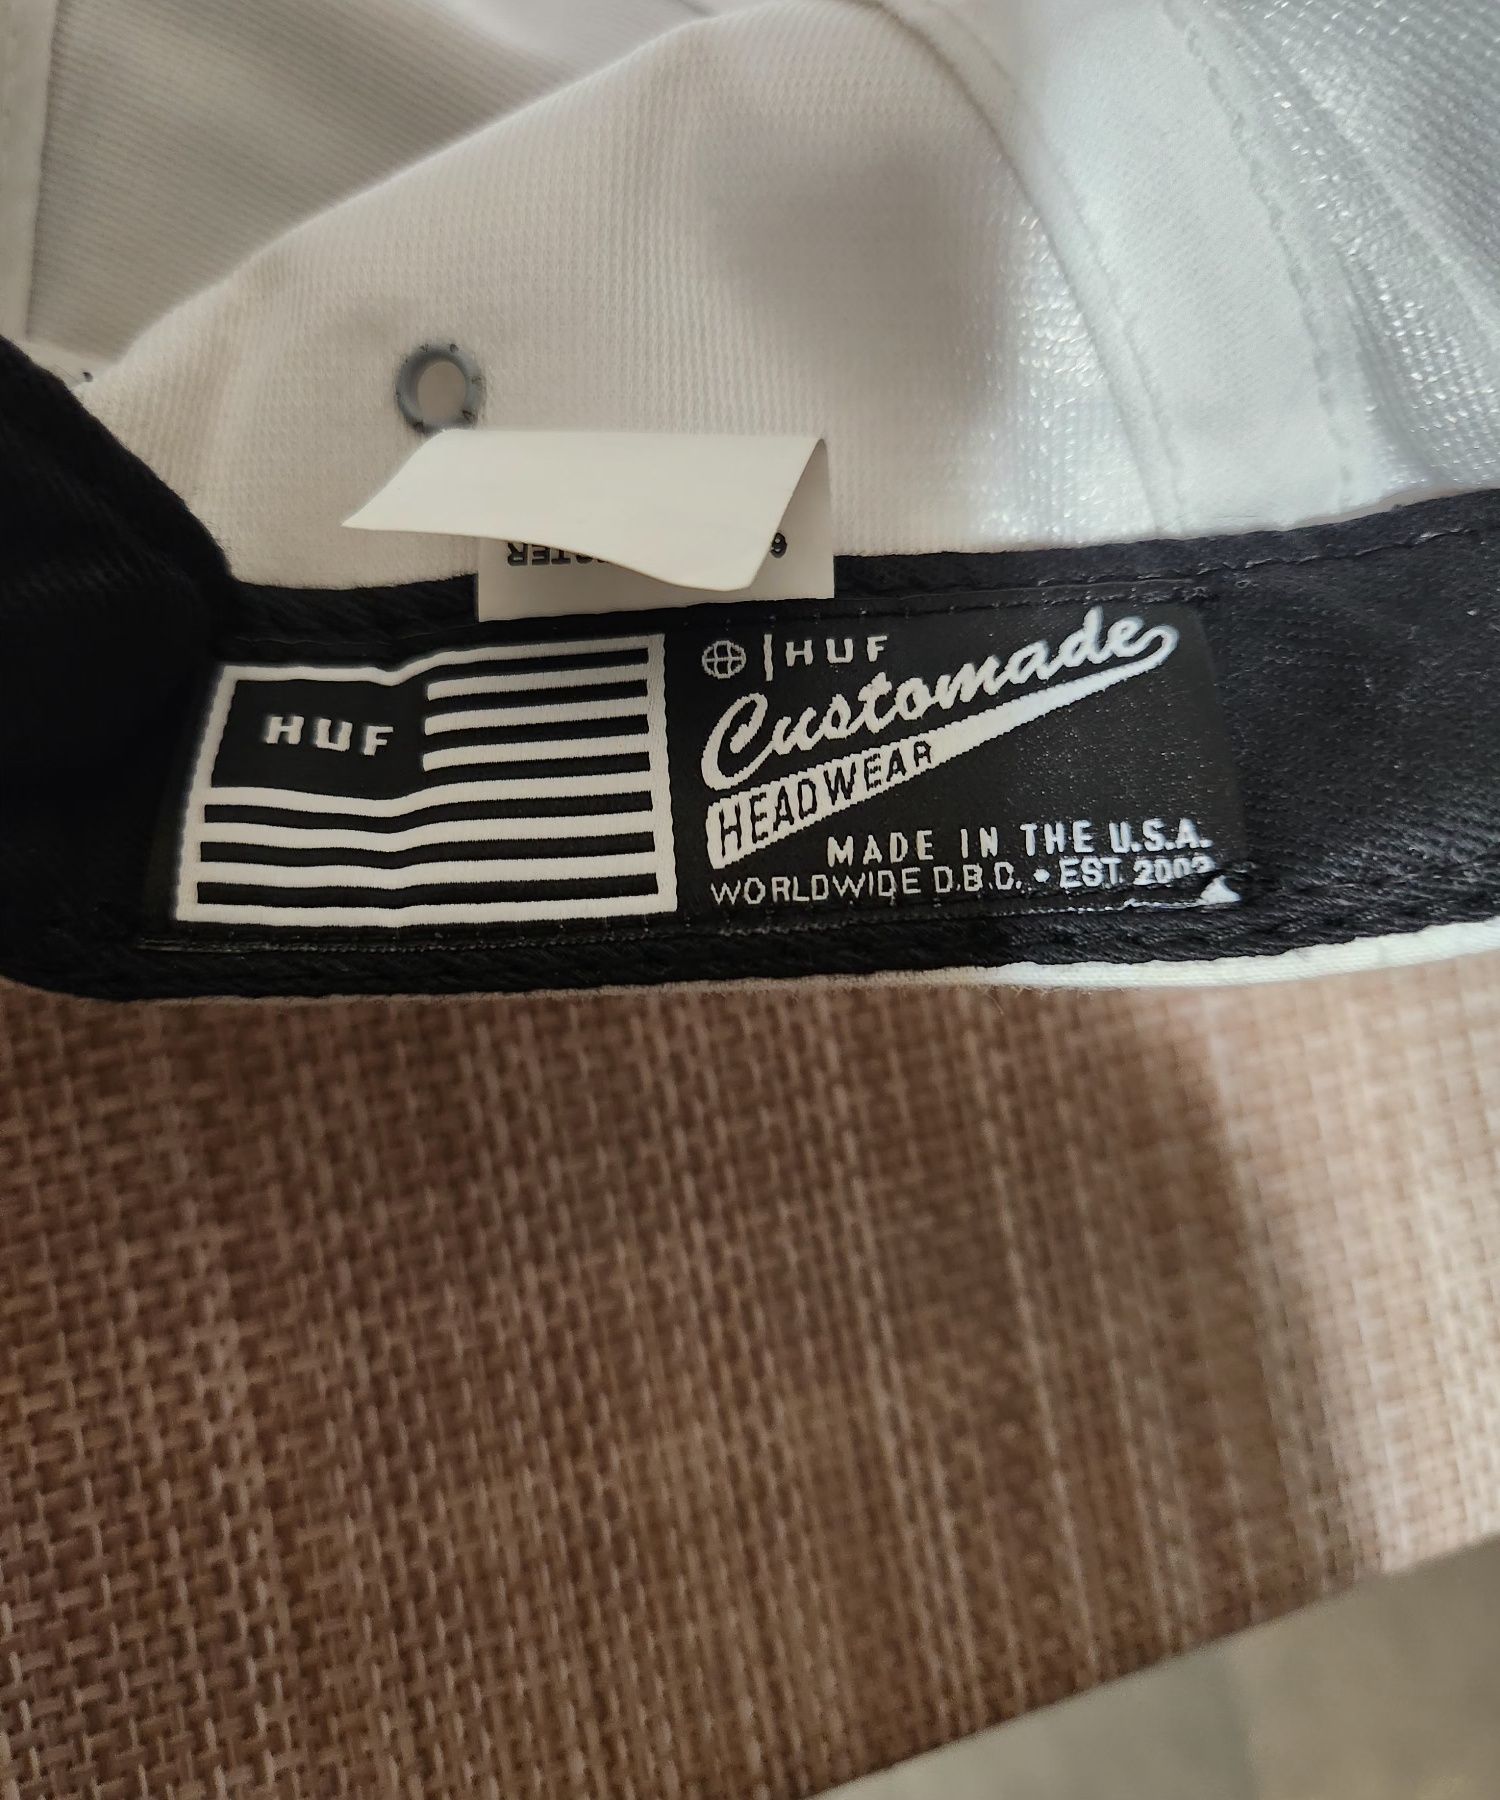 HUF
HUF
Customade
HEADWEAR
MADE IN THE U.S.A.
WORLDWIDE D.B.C. • EST. 2002